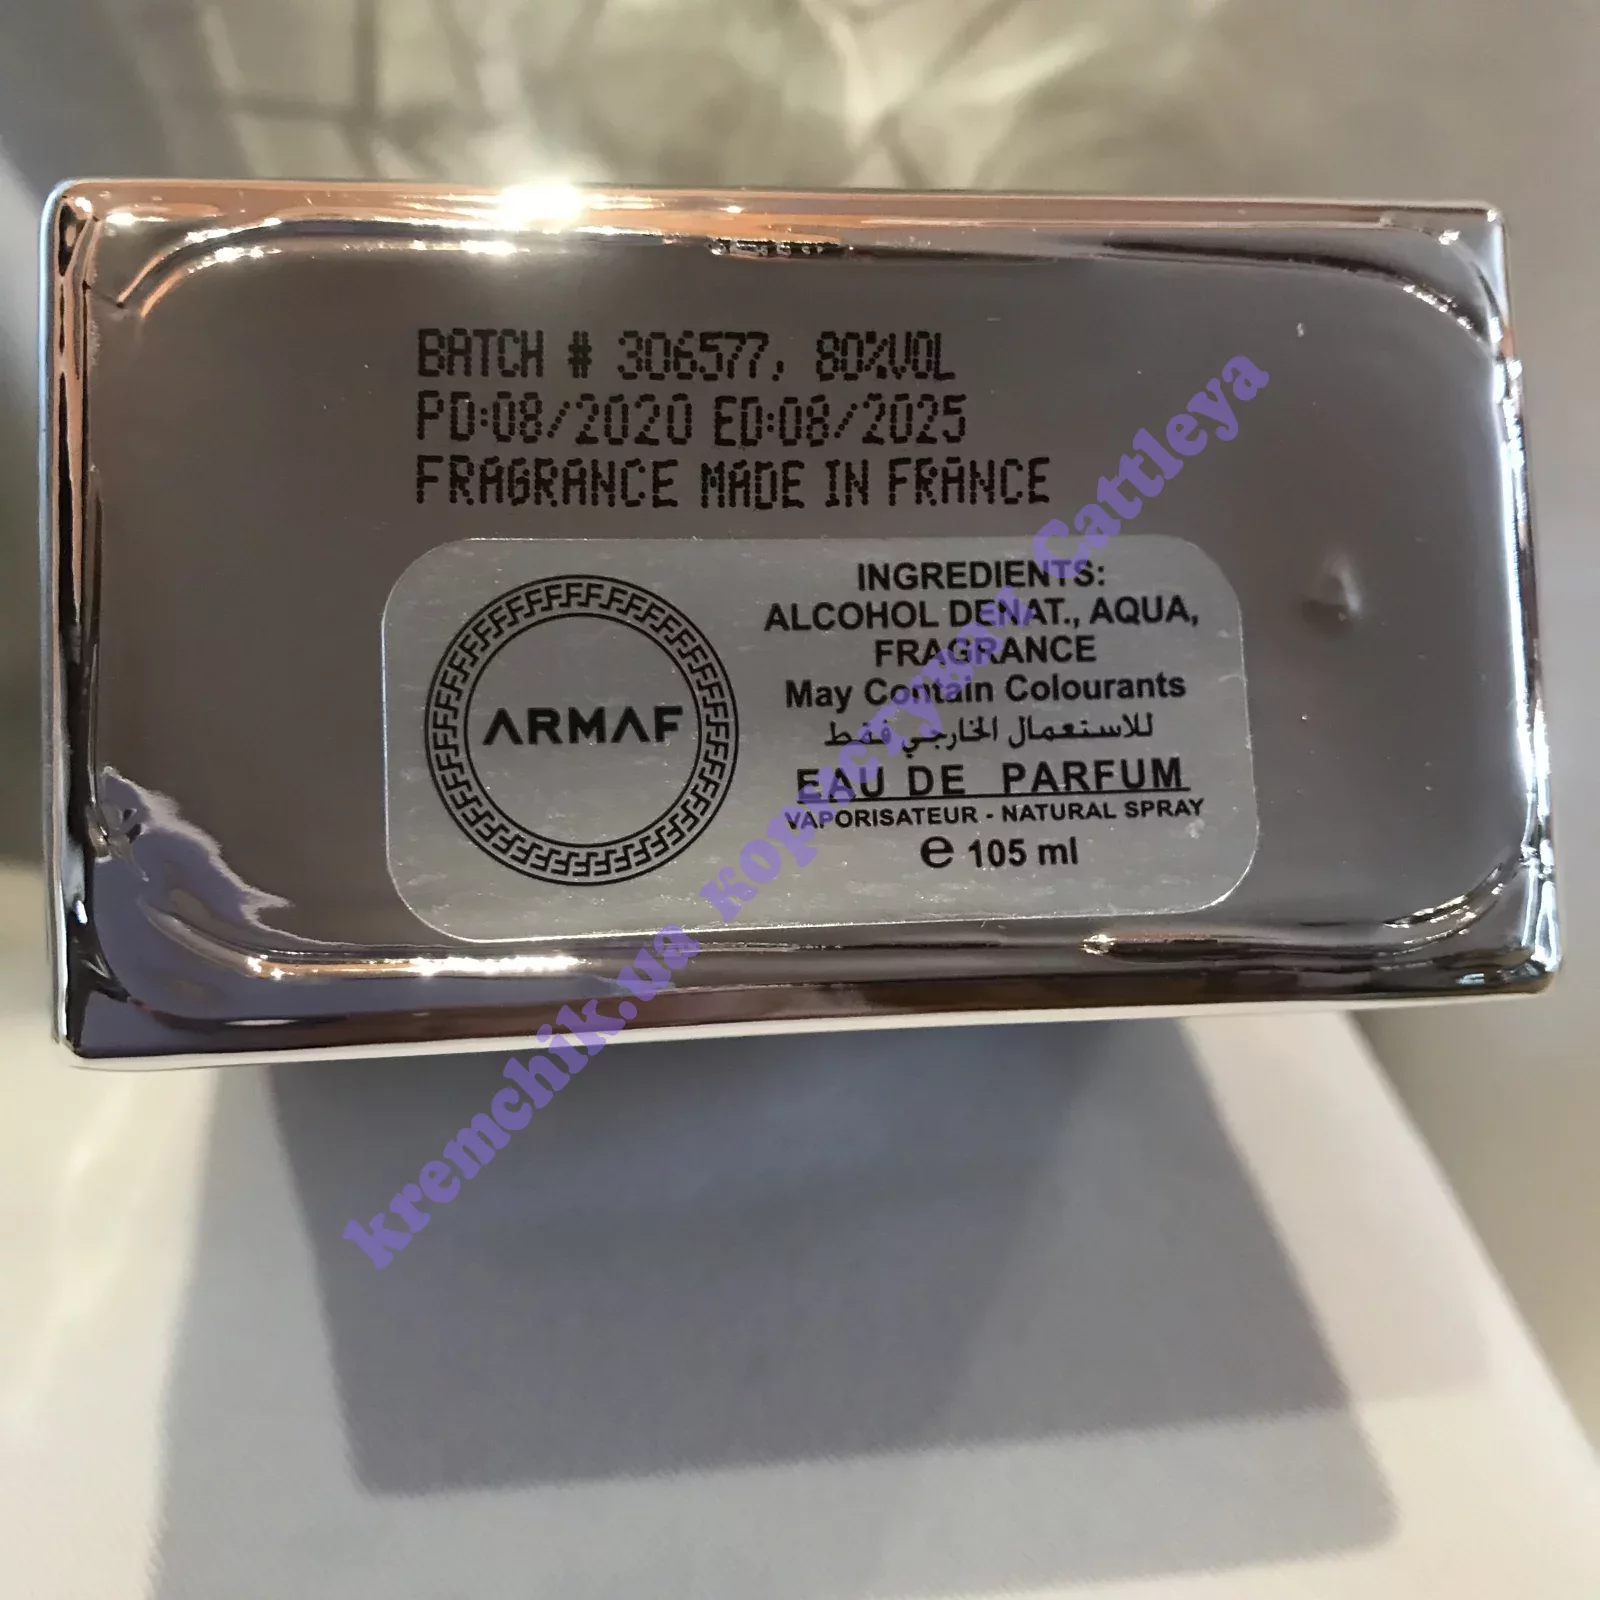 BATCH # 306577, 80%VOL
PD:08/2020 ED:08/2025
FRAGRANCE MADE IN FRANCE
ARMAF
INGREDIENTS:
ALCOHOL DENAT., AQUA,
FRAGRANCE
May Contain Colourants
للاستعمال الخارجي فقط
EAU DE PARFUM
VAPORISATEUR - NATURAL SPRAY
e 105 ml
kremchik.ua користувач Cattleya